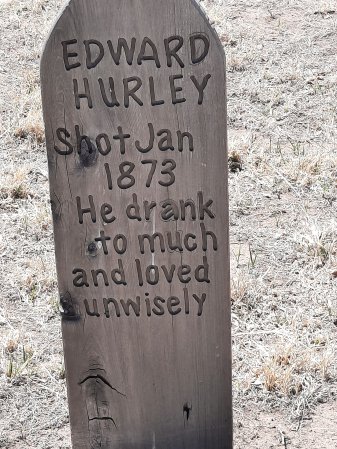 EDWARD
HURLEY
Shot Jan
1873
He drank
to much
and loved
unwisely